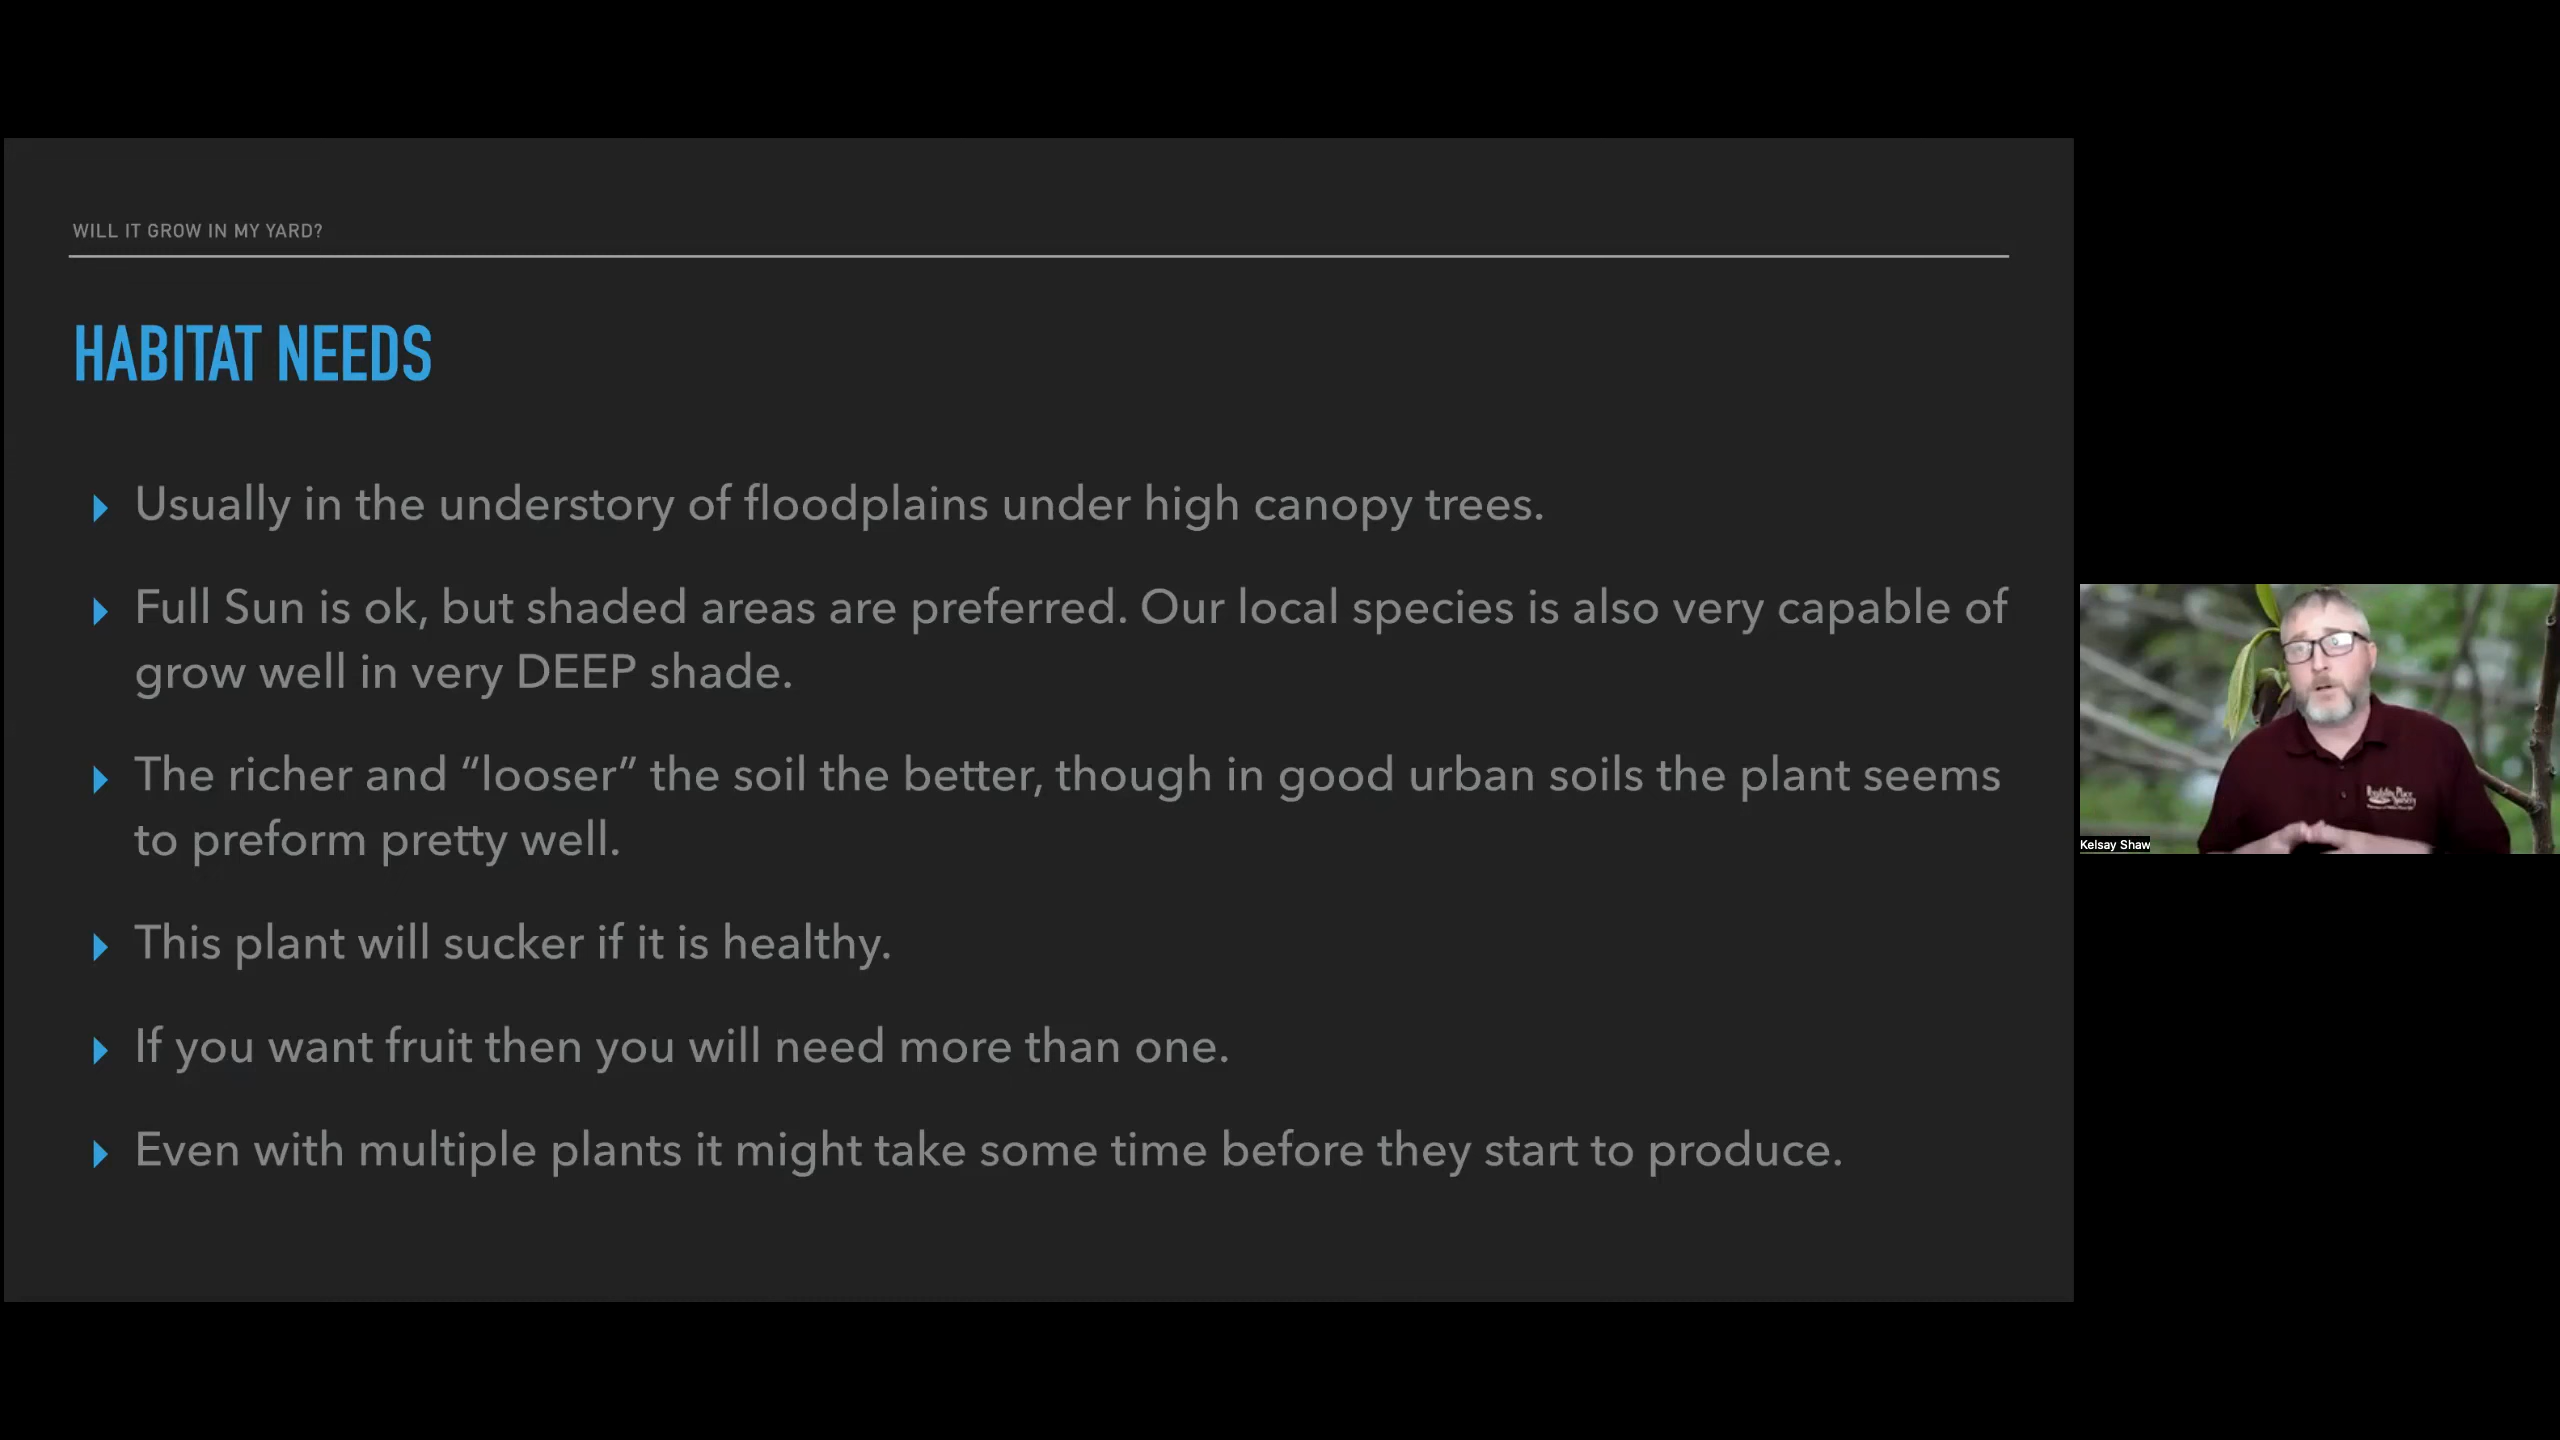 WILL IT GROW IN MY YARD?
HABITAT NEEDS
Usually in the understory of floodplains under high canopy trees.
Full Sun is ok, but shaded areas are preferred. Our local species is also very capable of
grow well in very DEEP shade.
The richer and “looser” the soil the better, though in good urban soils the plant seems
to preform pretty well.
This plant will sucker if it is healthy.
If you want fruit then you will need more than one.
Even with multiple plants it might take some time before they start to produce.
Kelsay Shaw